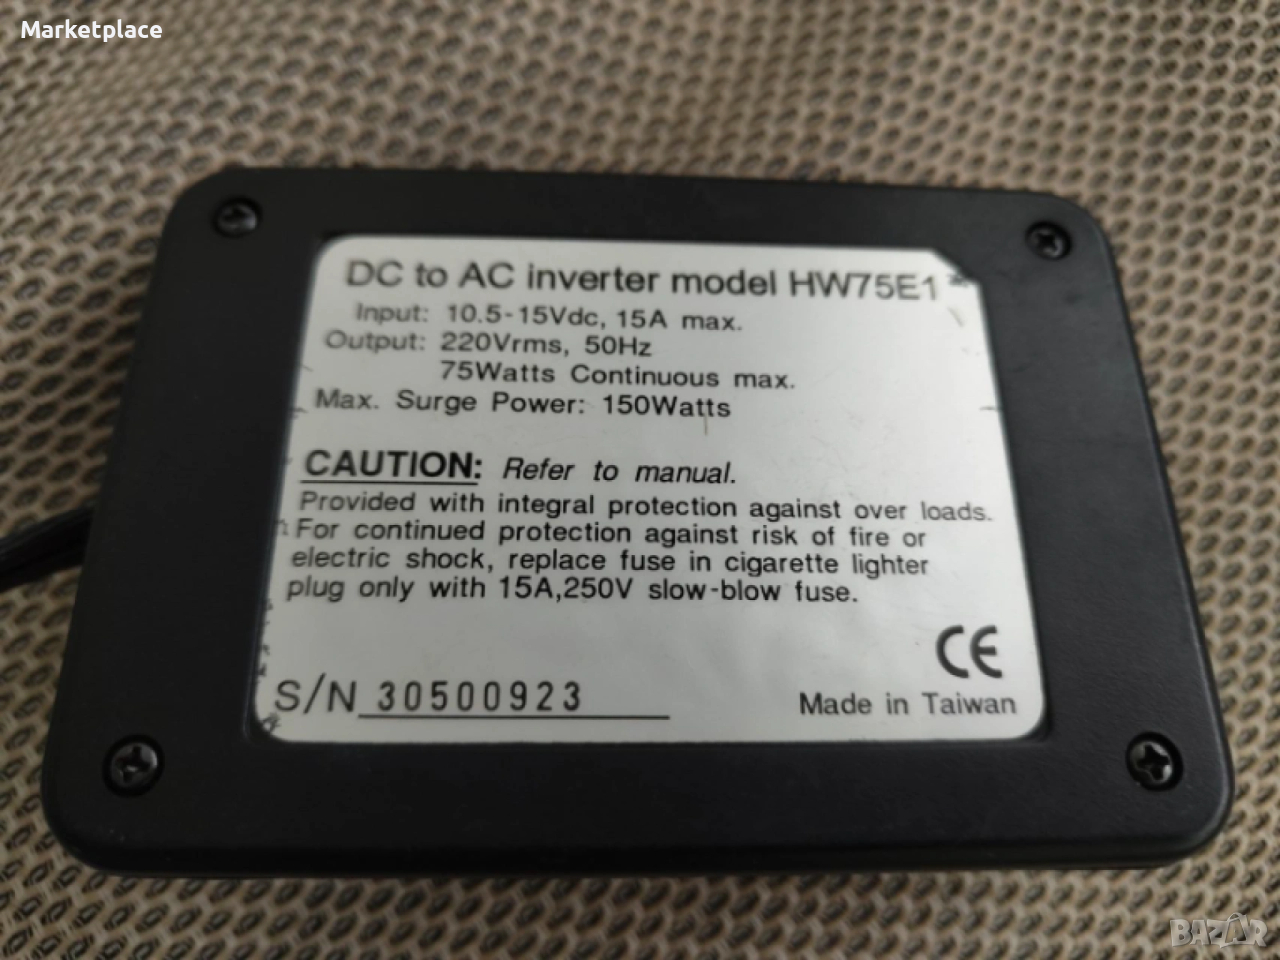 Marketplace
DC to AC inverter model HW75E1
Input: 10.5-15Vdc, 15A max.
Output: 220Vrms, 50Hz
75Watts Continuous max.
Max. Surge Power: 150Watts
CAUTION: Refer to manual.
Provided with integral protection against over loads.
For continued protection against risk of fire or
electric shock, replace fuse in cigarette lighter
plug only with 15A,250V slow-blow fuse.
CE
S/N 30500923
Made in Taiwan
BAZAR